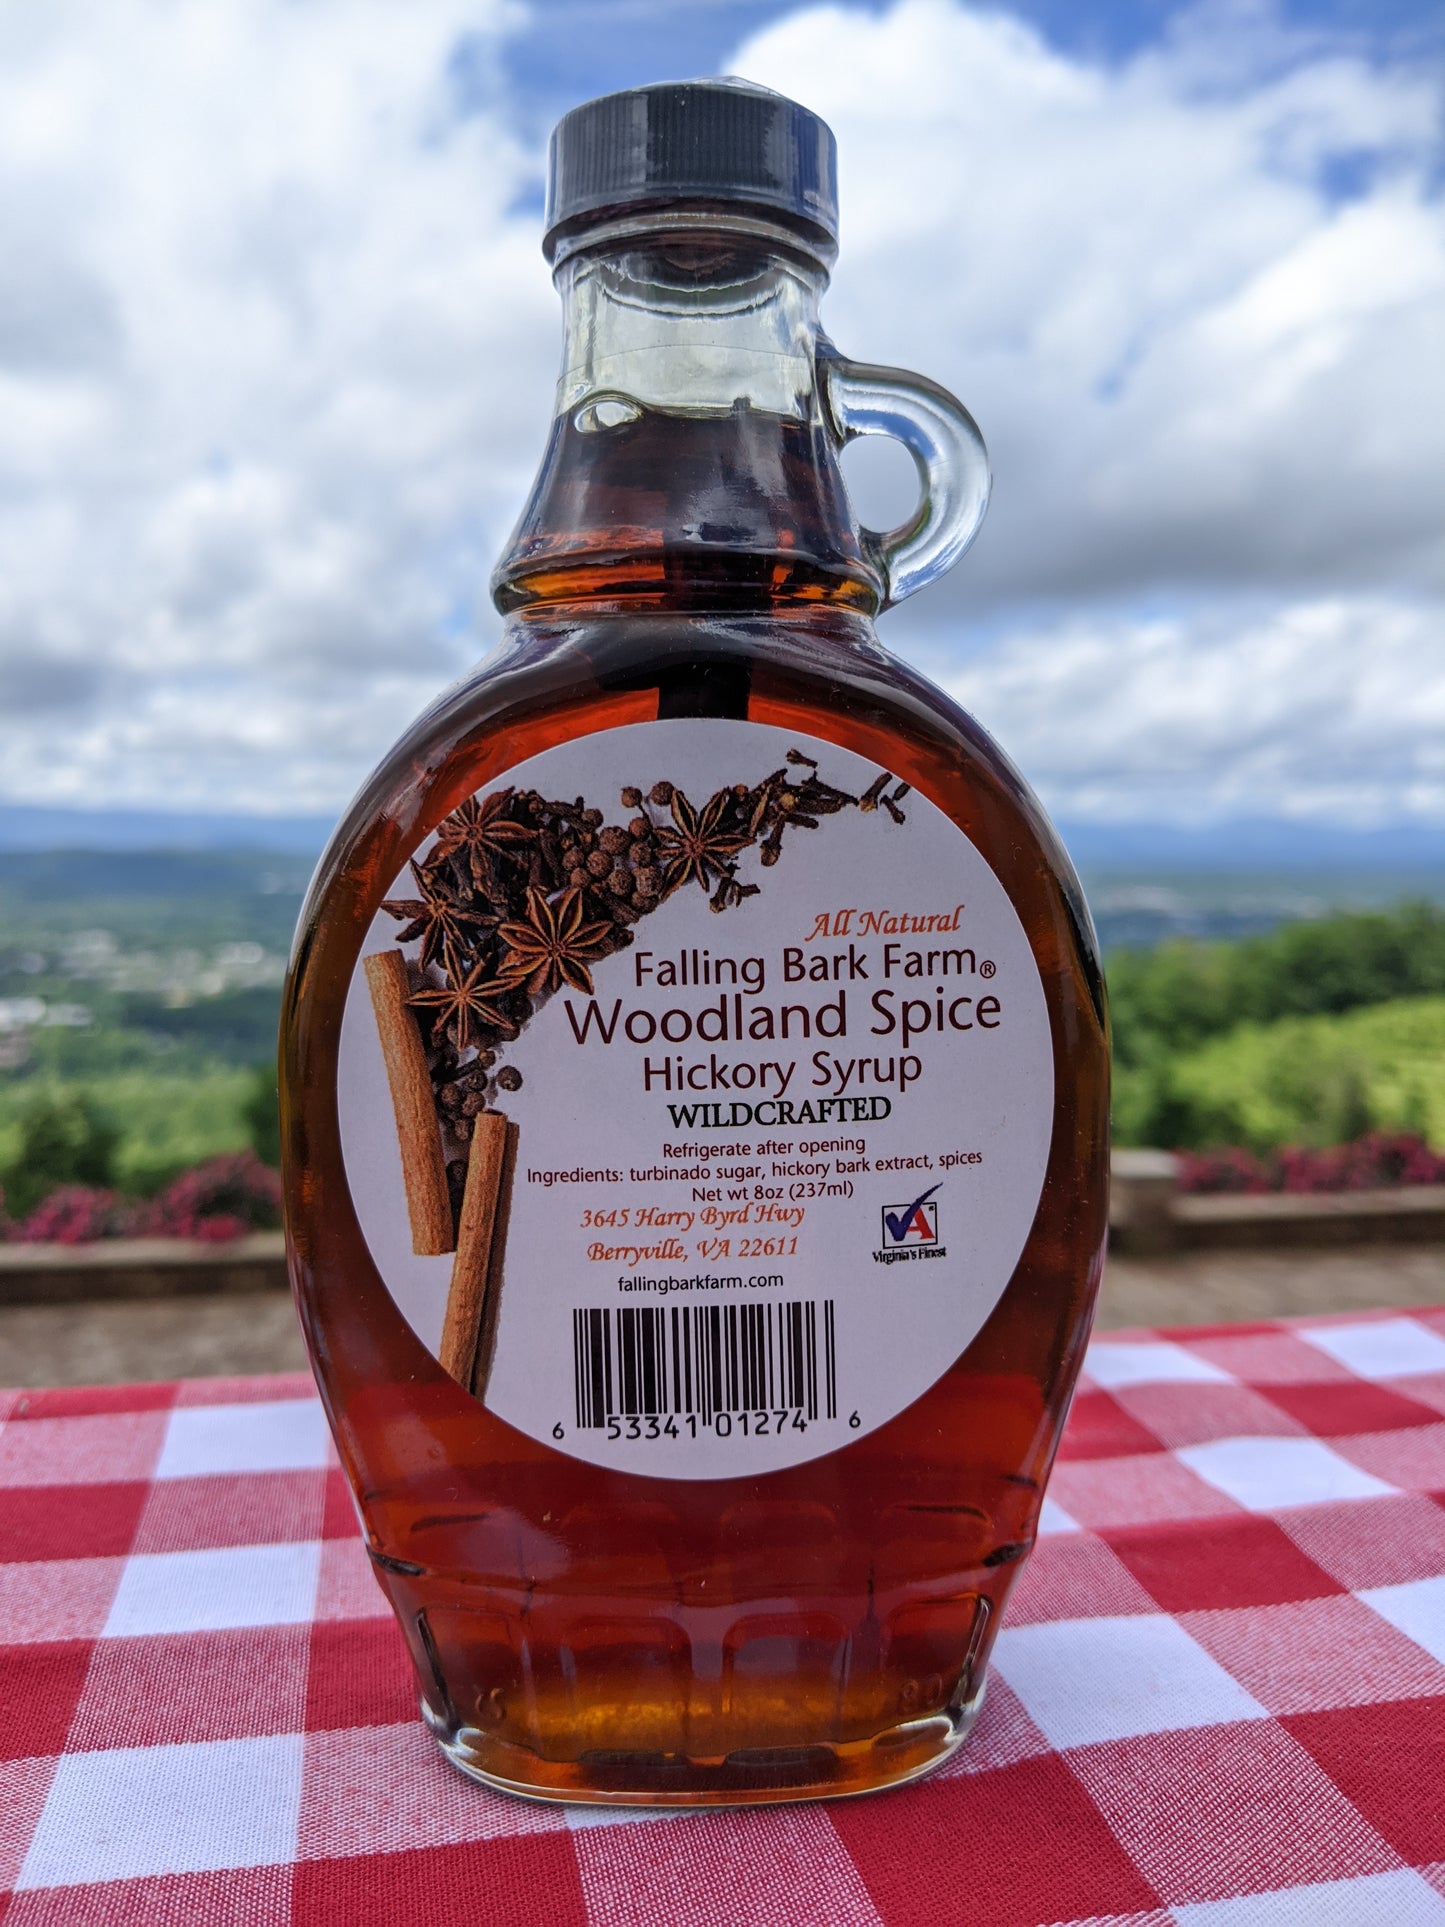 All Natural
Falling Bark Farm®
Woodland Spice
Hickory Syrup
WILDCRAFTED
Refrigerate after opening
Ingredients: turbinado sugar, hickory bark extract, spices
Net wt 8oz (237ml)
3645 Harry Byrd Hwy
Berryville, VA 22611
VA®
Virginia's Finest
fallingbarkfarm.com
6 53341 01274 6